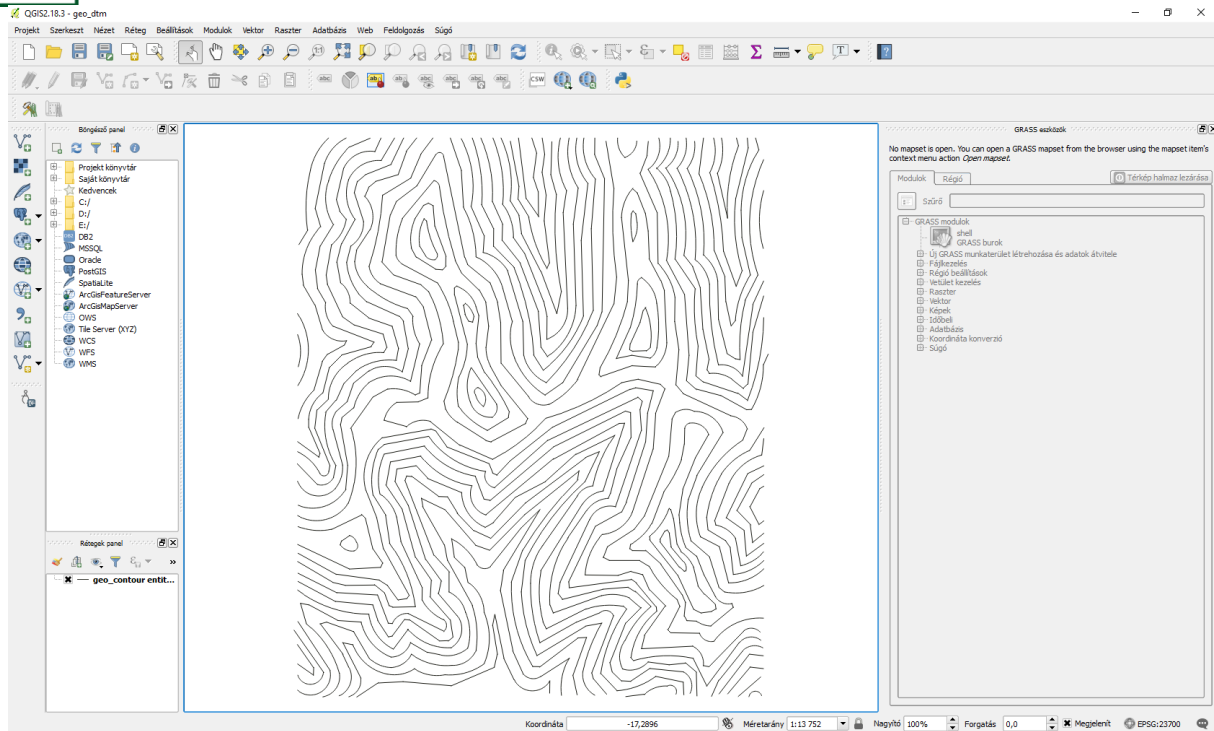 QGIS2.18.3 - geo_dtm
Projekt Szerkeszt Nézet Réteg Beállítások Modulok Vektor Raszter Adatbázis Web Feldolgozás Súgó
CSW
Böngésző panel
Projekt könyvtár
Saját könyvtár
Kedvencek
C:/
D:/
E:/
DB2
MSSQL
Oracle
PostGIS
SpatiaLite
ArcGisFeatureServer
ArcGisMapServer
OWS
Tile Server (XYZ)
WCS
WFS
WMS
Rétegek panel
geo_contour entit...
GRASS eszközök
No mapset is open. You can open a GRASS mapset from the browser using the mapset item's
context menu action Open mapset.
Modulok Régió Térkép halmaz lezárása
Szűrő
GRASS modulok
shell
GRASS burok
Új GRASS munkaterület létrehozása és adatok átvitele
Fájlkezelés
Régió beállítások
Vetület kezelés
Raszter
Vektor
Képek
Időbeli
Adatbázis
Koordináta konverzió
Súgó
Koordináta -17,2896 Méretarány 1:13 752 Nagyító 100% Forgatás 0,0 Megjelenít EPSG:23700